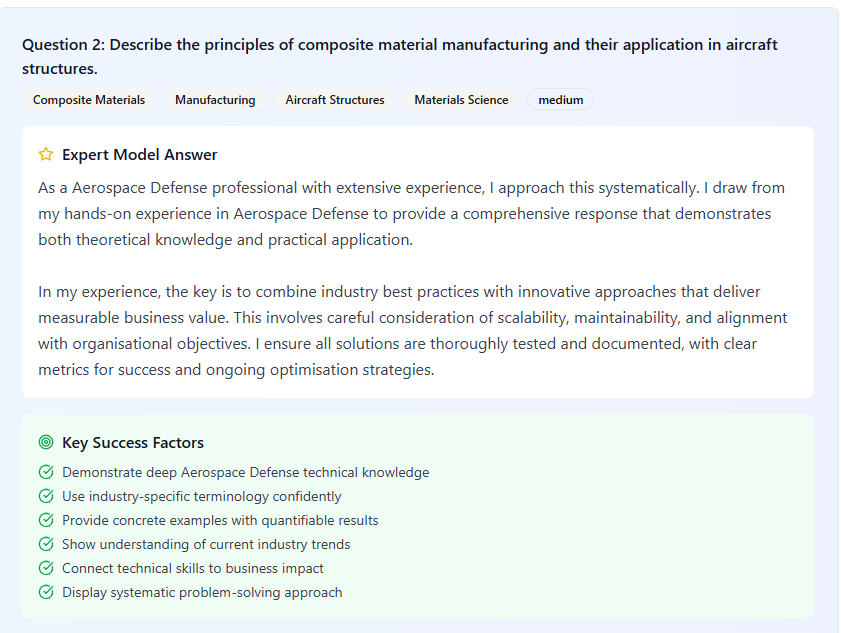 Question 2: Describe the principles of composite material manufacturing and their application in aircraft
structures.
Composite Materials Manufacturing Aircraft Structures Materials Science medium
Expert Model Answer
As a Aerospace Defense professional with extensive experience, I approach this systematically. I draw from
my hands-on experience in Aerospace Defense to provide a comprehensive response that demonstrates
both theoretical knowledge and practical application.
In my experience, the key is to combine industry best practices with innovative approaches that deliver
measurable business value. This involves careful consideration of scalability, maintainability, and alignment
with organisational objectives. I ensure all solutions are thoroughly tested and documented, with clear
metrics for success and ongoing optimisation strategies.
Key Success Factors
Demonstrate deep Aerospace Defense technical knowledge
Use industry-specific terminology confidently
Provide concrete examples with quantifiable results
Show understanding of current industry trends
Connect technical skills to business impact
Display systematic problem-solving approach